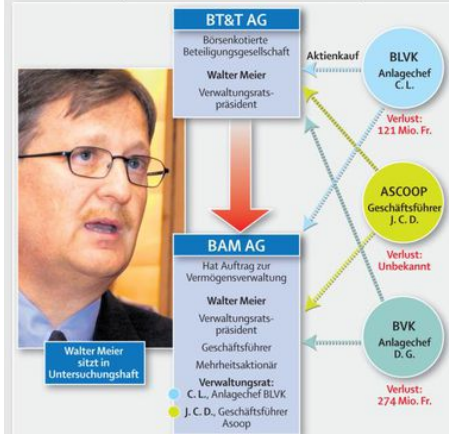 BT&T AG
Börsenkotierte
Beteiligungsgesellschaft
Walter Meier
Verwaltungsrats-
präsident
Aktienkauf
BLVK
Anlagechef
C. L.
Verlust:
121 Mio. Fr.
ASCOOP
Geschäftsführer
J. C. D.
Verlust:
Unbekannt
BVK
Anlagechef
D. G.
Verlust:
274 Mio. Fr.
BAM AG
Hat Auftrag zur
Vermögensverwaltung
Walter Meier
Verwaltungsrats-
präsident
Geschäftsführer
Mehrheitsaktionär
Verwaltungsrat:
C. L., Anlagechef BLVK
J. C. D., Geschäftsführer
Asoop
Walter Meier
sitzt in
Untersuchungshaft